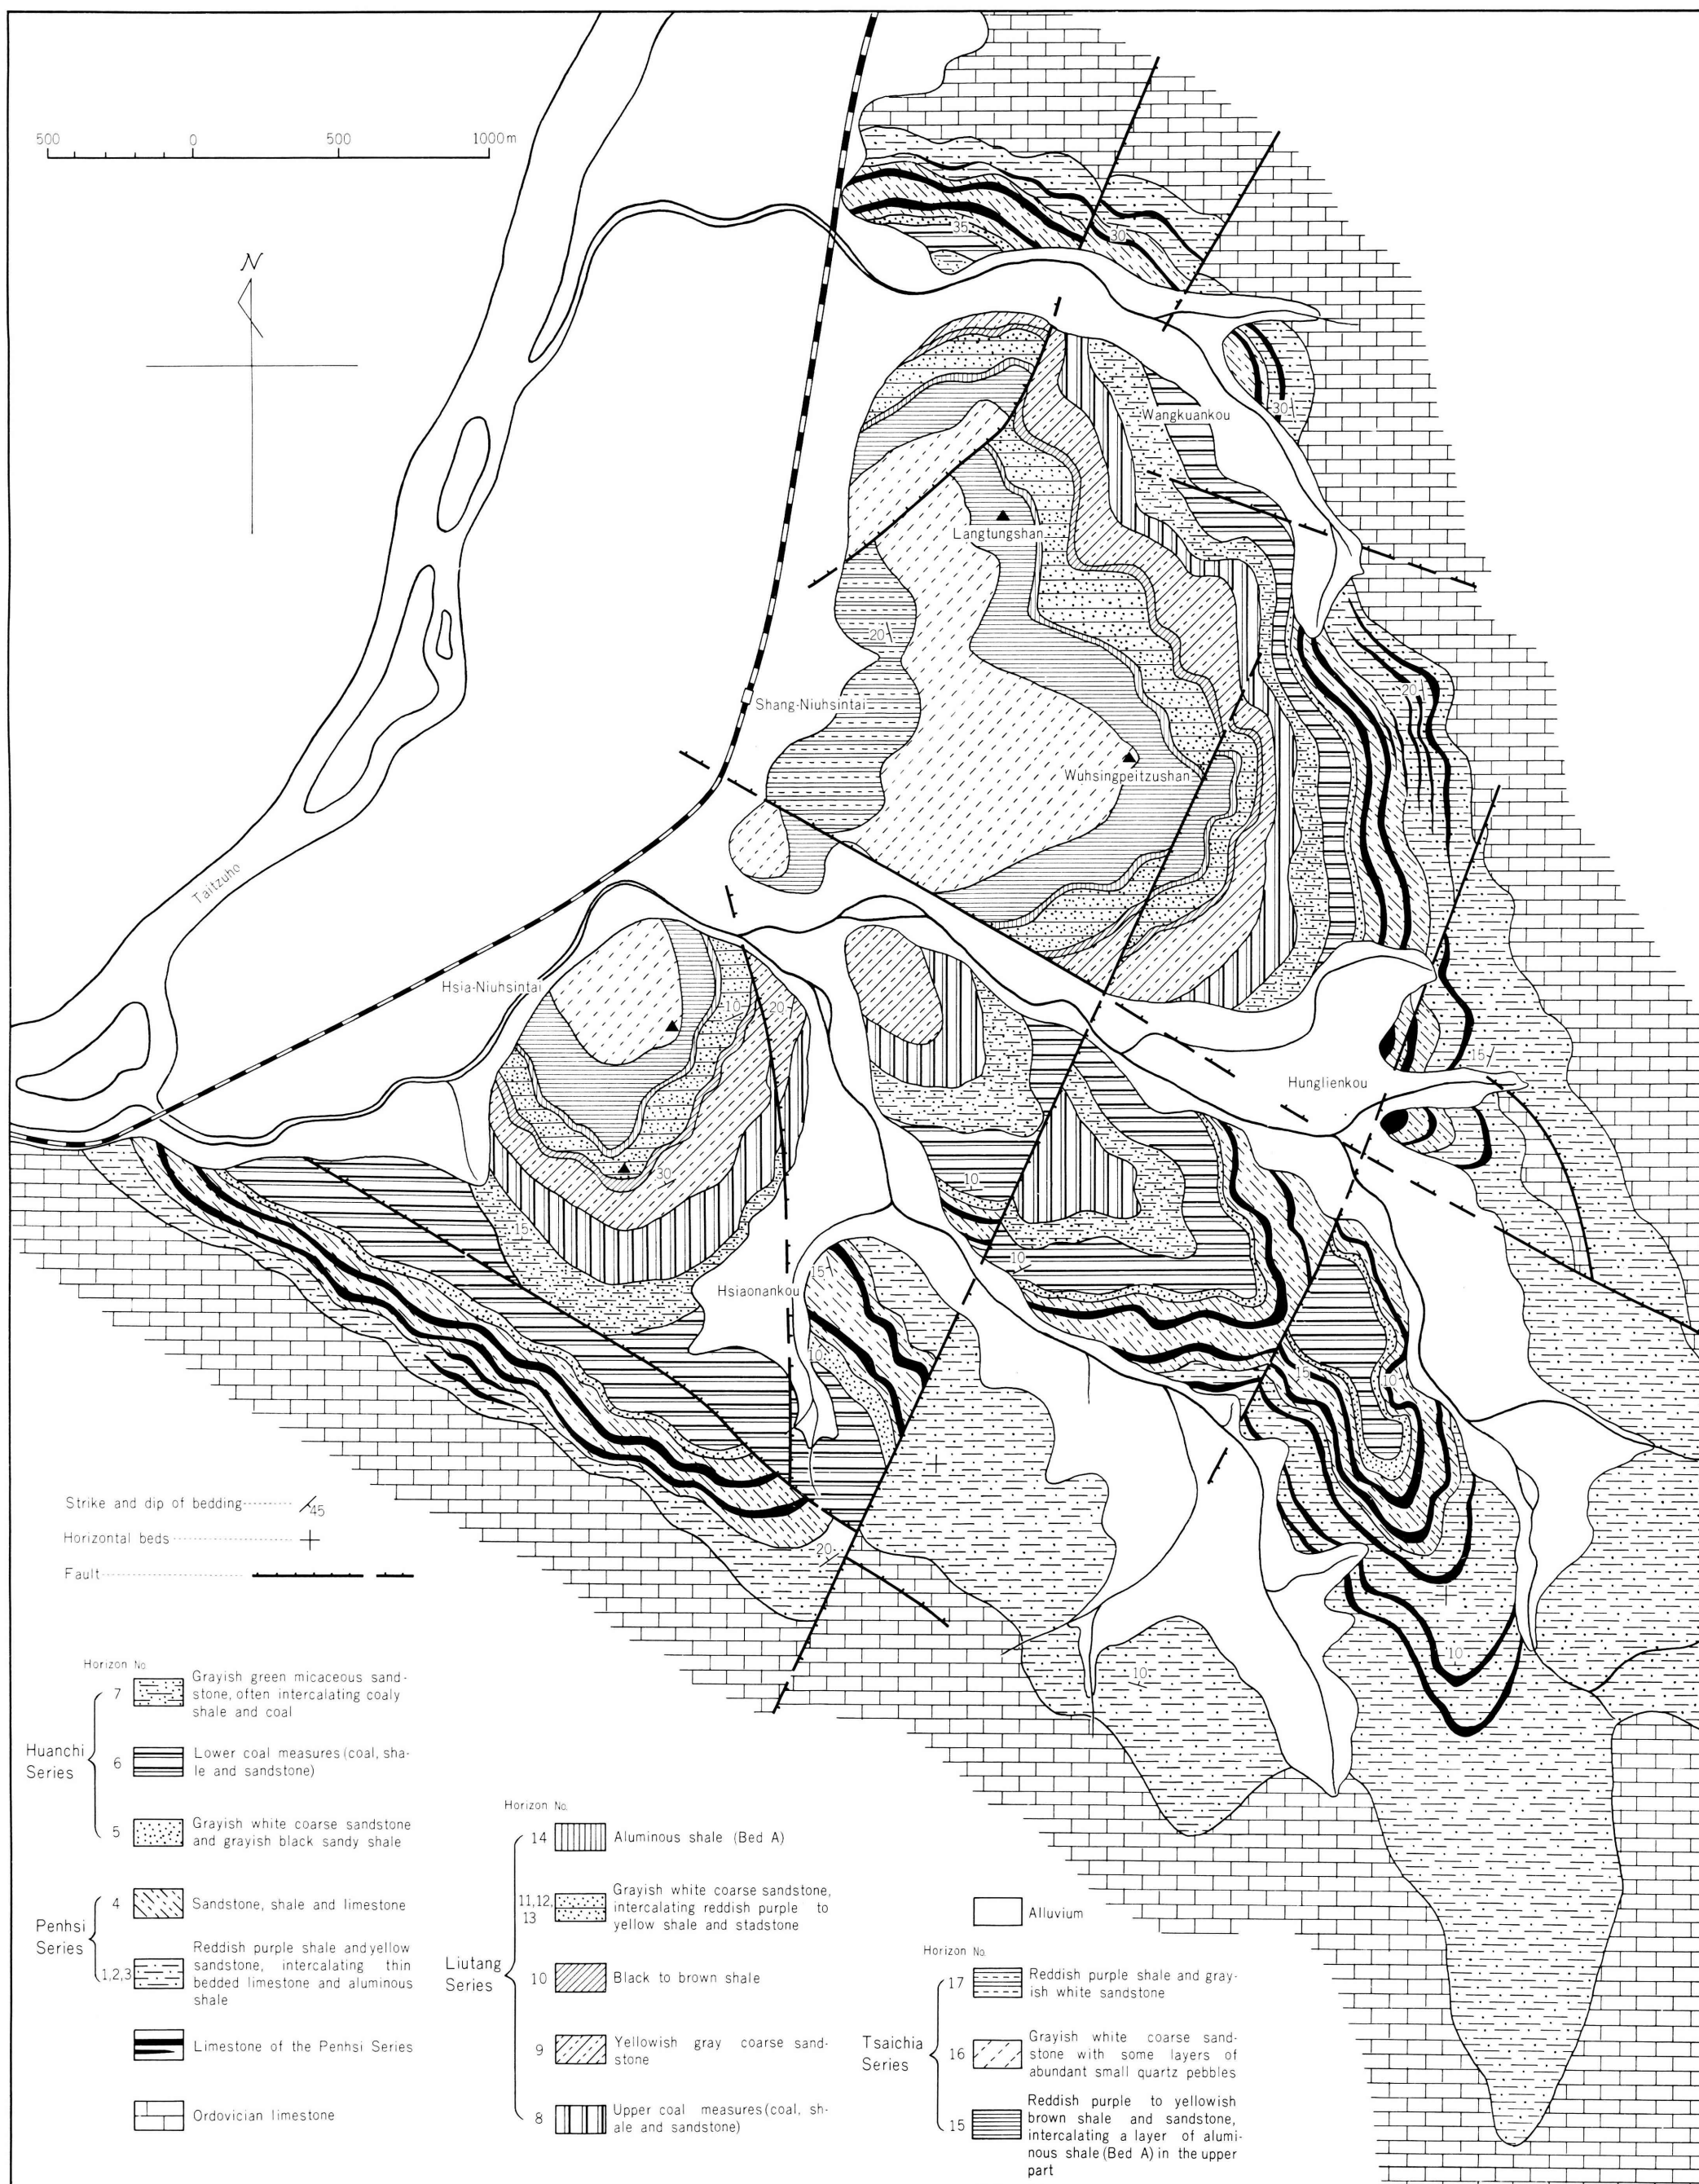 500 0 500 1000m
N
35
30
30
Wangkuankou
Langtungshan
20
20
Shang-Niuhsintai
Wuhsingpeitzushan
Taitzuho
Hsia-Niuhsintai
10
20
15
Hunglienkou
30
10
15
10
Hsiaonankou
15
10
15
10
20
10
10
Strike and dip of bedding 45
Horizontal beds
Fault
Horizon No.
Huanchi
Series
7 Grayish green micaceous sand-
stone, often intercalating coaly
shale and coal
6 Lower coal measures (coal, sha-
le and sandstone)
5 Grayish white coarse sandstone
and grayish black sandy shale
Penhsi
Series
4 Sandstone, shale and limestone
1,2,3 Reddish purple shale and yellow
sandstone, intercalating thin
bedded limestone and aluminous
shale
Limestone of the Penhsi Series
Ordovician limestone
Horizon No.
Liutang
Series
14 Aluminous shale (Bed A)
11,12,
13
Grayish white coarse sandstone,
intercalating reddish purple to
yellow shale and stadstone
10 Black to brown shale
9 Yellowish gray coarse sand-
stone
8 Upper coal measures (coal, sh-
ale and sandstone)
Alluvium
Horizon No.
Tsaichia
Series
17 Reddish purple shale and gray-
ish white sandstone
16 Grayish white coarse sand-
stone with some layers of
abundant small quartz pebbles
15 Reddish purple to yellowish
brown shale and sandstone,
intercalating a layer of alumi-
nous shale (Bed A) in the upper
part